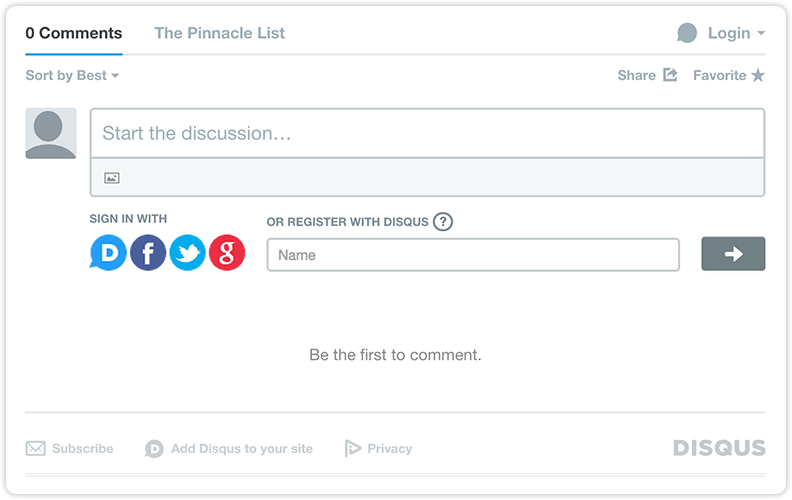 0 Comments The Pinnacle List Login
Sort by Best Share Favorite
Start the discussion…
SIGN IN WITH OR REGISTER WITH DISQUS ?
D f g Name
Be the first to comment.
Subscribe D Add Disqus to your site Privacy DISQUS